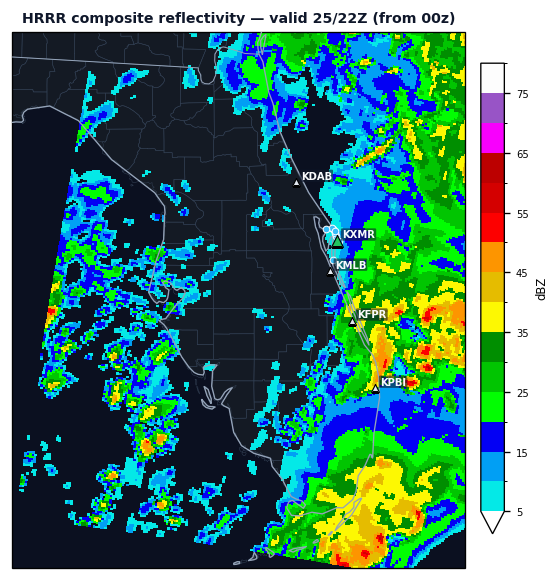 HRRR composite reflectivity — valid 25/22Z (from 00z)
KDAB
KXMR
KMLB
KFPR
KPBI
75
65
55
45
35
25
15
5
dBZ